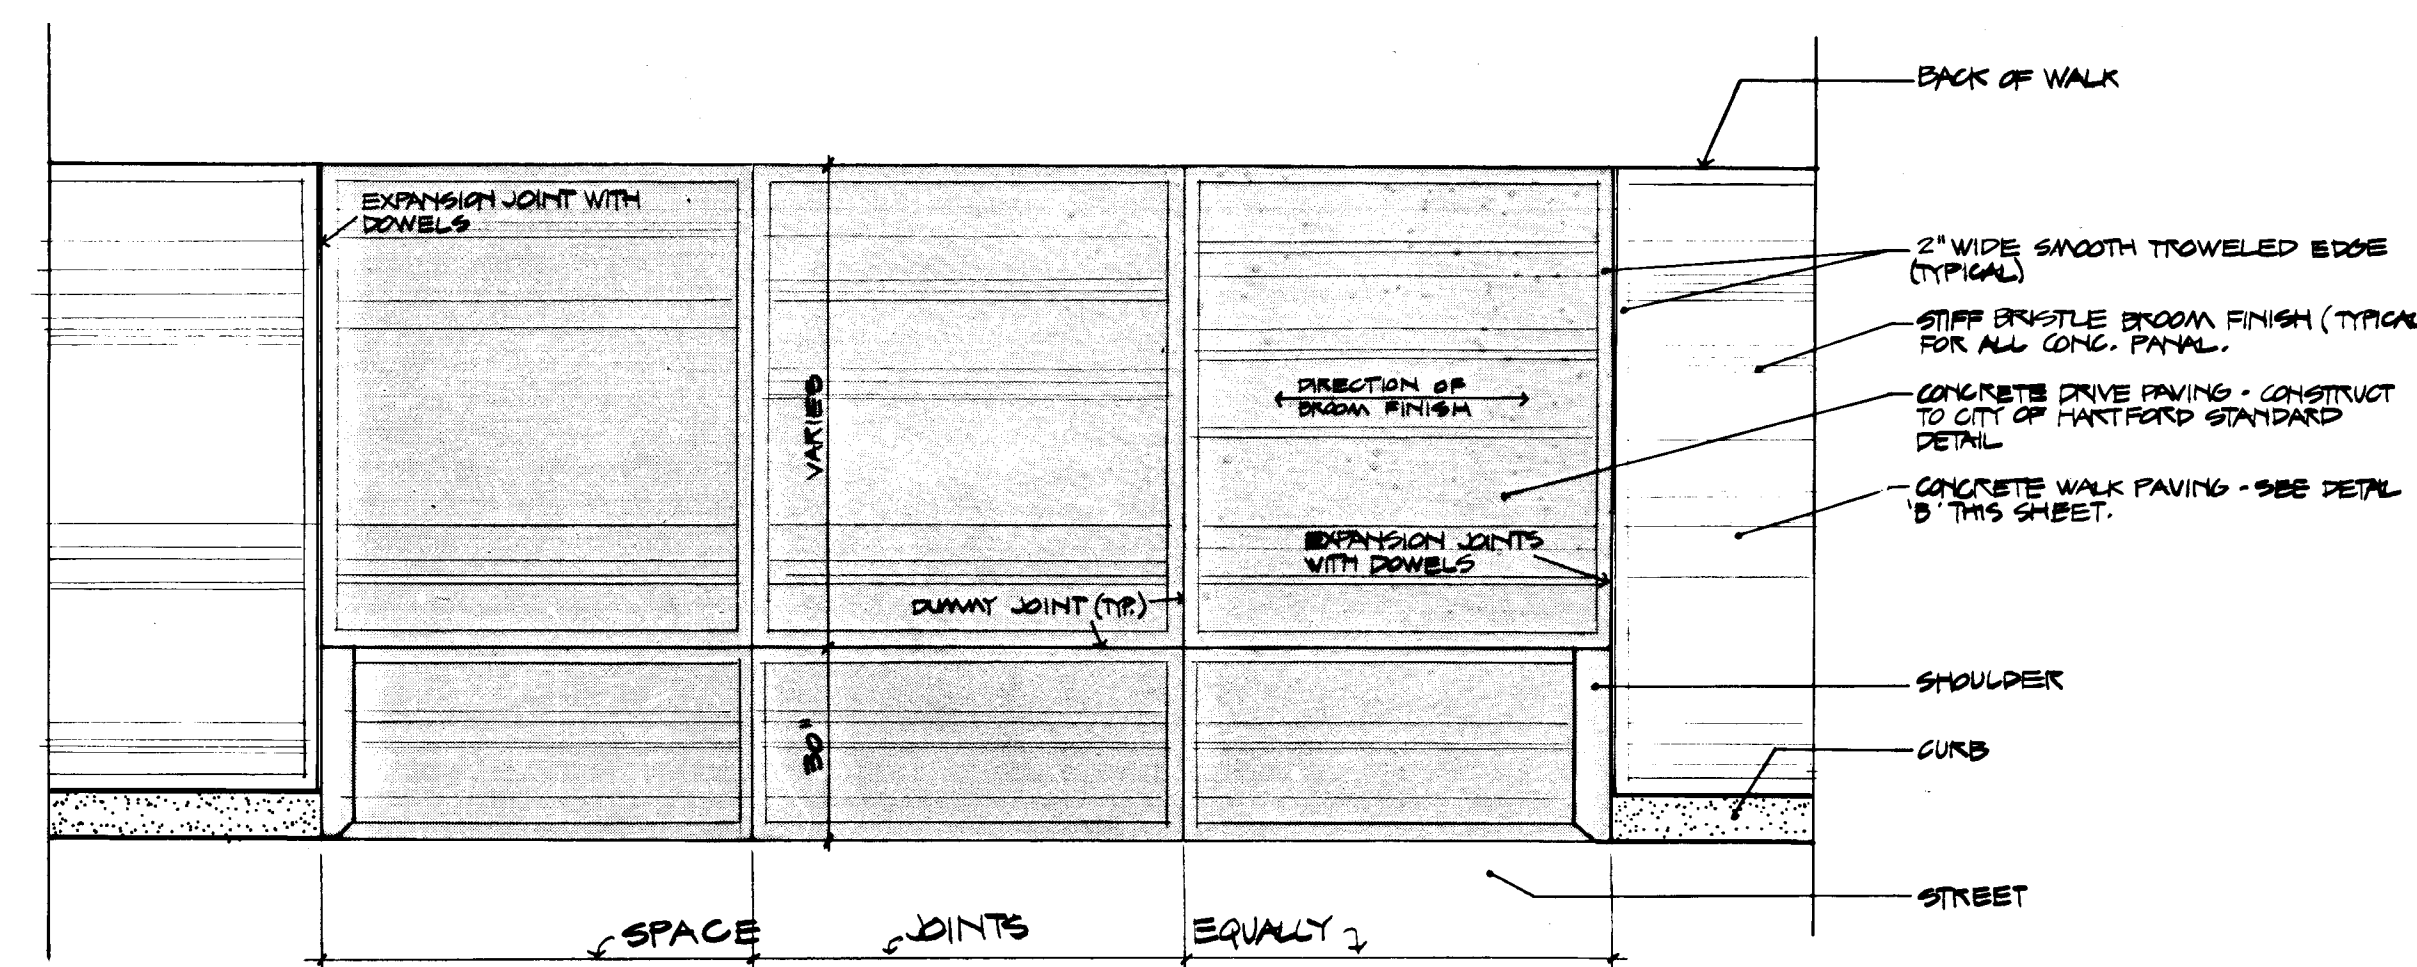 BACK OF WALK
EXPANSION JOINT WITH
DOWELS
2" WIDE SMOOTH TROWELED EDGE
(TYPICAL)
STIFF BRISTLE BROOM FINISH (TYPICAL
FOR ALL CONC. PANAL.
VARIES
DIRECTION OF
BROOM FINISH
CONCRETE DRIVE PAVING - CONSTRUCT
TO CITY OF HARTFORD STANDARD
DETAIL
CONCRETE WALK PAVING - SEE DETAL
'B' THIS SHEET.
EXPANSION JOINTS
WITH DOWELS
DUMMY JOINT (TYP.)
SHOULDER
30"
CURB
STREET
SPACE JOINTS EQUALLY